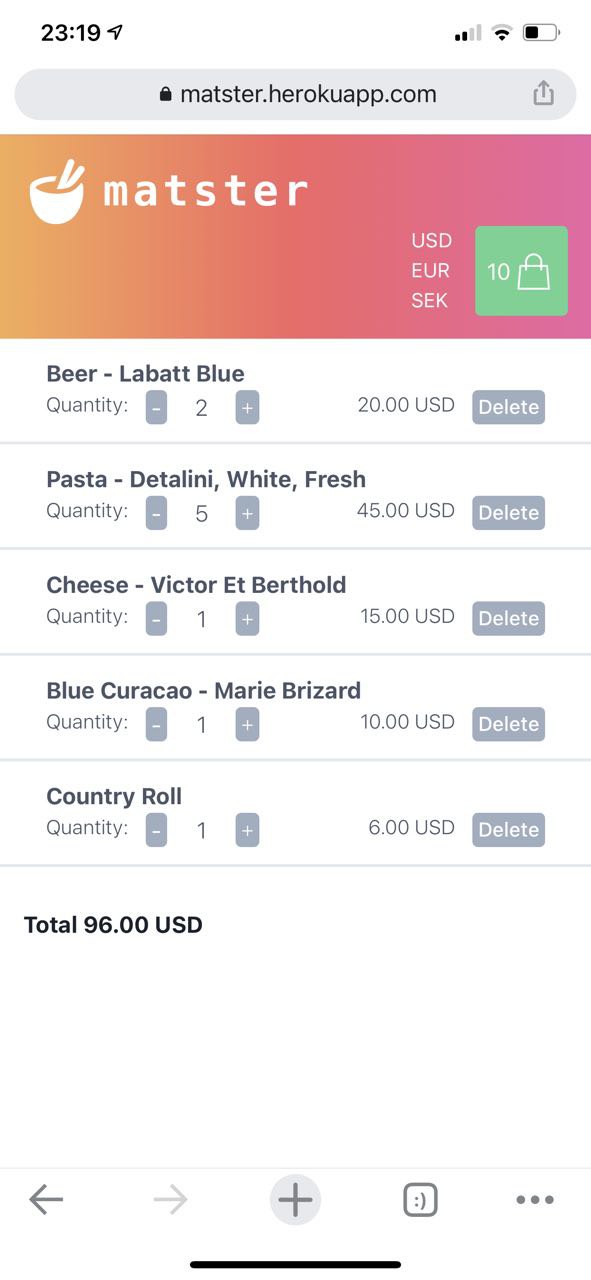 23:19
matster.herokuapp.com
matster
USD
EUR
SEK
10
Beer - Labatt Blue
Quantity: - 2 + 20.00 USD Delete
Pasta - Detalini, White, Fresh
Quantity: - 5 + 45.00 USD Delete
Cheese - Victor Et Berthold
Quantity: - 1 + 15.00 USD Delete
Blue Curacao - Marie Brizard
Quantity: - 1 + 10.00 USD Delete
Country Roll
Quantity: - 1 + 6.00 USD Delete
Total 96.00 USD
:)